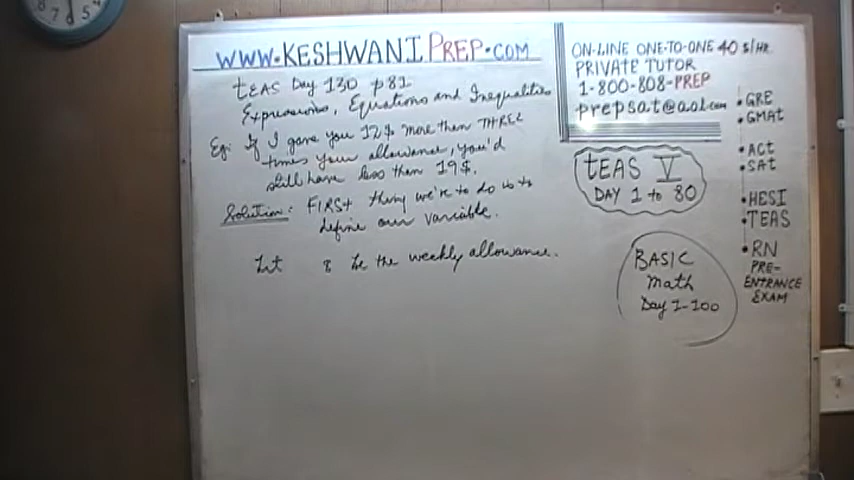 WWW.KESHWANIPREP.COM
tEAS Day 130 p81
Expressions, Equations and Inequalities
Eg: If I gave you 12$ more than THREE
times your allowance, you'd
still have less than 19$.
Solution: FIRSt thing we're to do is to
define our variable.
Let be the weekly allowance.
ON-LINE ONE-TO-ONE 40 $/HR.
PRIVATE TUTOR
1-800-808-PREP
prepsat@aol.com
tEAS V
DAY 1 to 80
BASIC
Math
Day 1-100
• GRE
• GMAt
• ACt
• SAt
• HESI
• TEAS
• RN
PRE-
ENTRANCE
EXAM
8 7 5 4